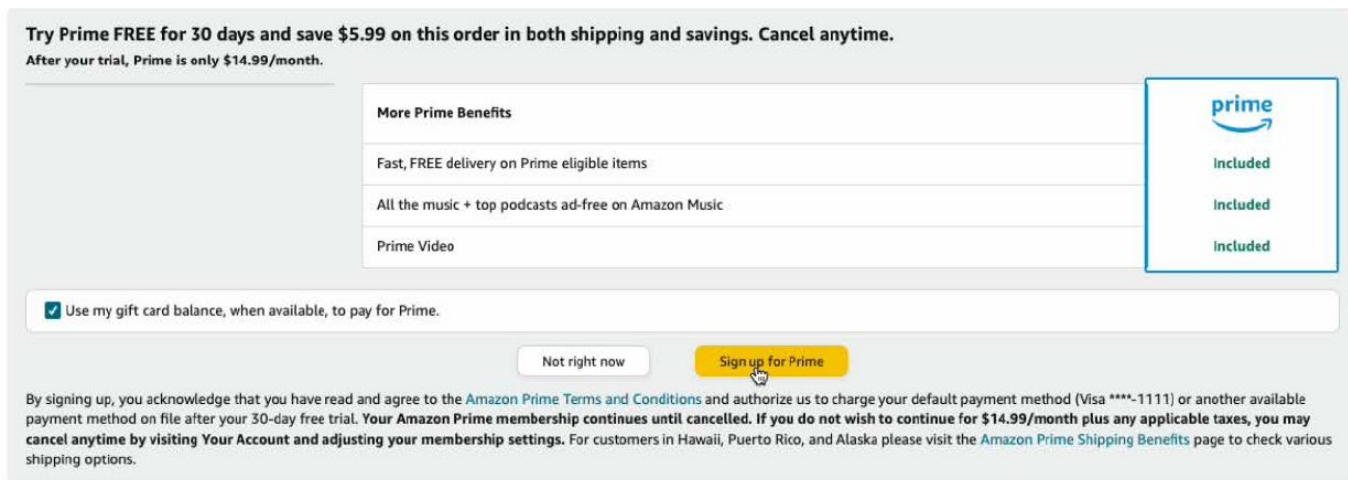 Try Prime FREE for 30 days and save $5.99 on this order in both shipping and savings. Cancel anytime.
After your trial, Prime is only $14.99/month.
More Prime Benefits
prime
Fast, FREE delivery on Prime eligible items
Included
All the music + top podcasts ad-free on Amazon Music
Included
Prime Video
Included
Use my gift card balance, when available, to pay for Prime.
Not right now
Sign up for Prime
By signing up, you acknowledge that you have read and agree to the Amazon Prime Terms and Conditions and authorize us to charge your default payment method (Visa ****-1111) or another available
payment method on file after your 30-day free trial. Your Amazon Prime membership continues until cancelled. If you do not wish to continue for $14.99/month plus any applicable taxes, you may
cancel anytime by visiting Your Account and adjusting your membership settings. For customers in Hawaii, Puerto Rico, and Alaska please visit the Amazon Prime Shipping Benefits page to check various
shipping options.